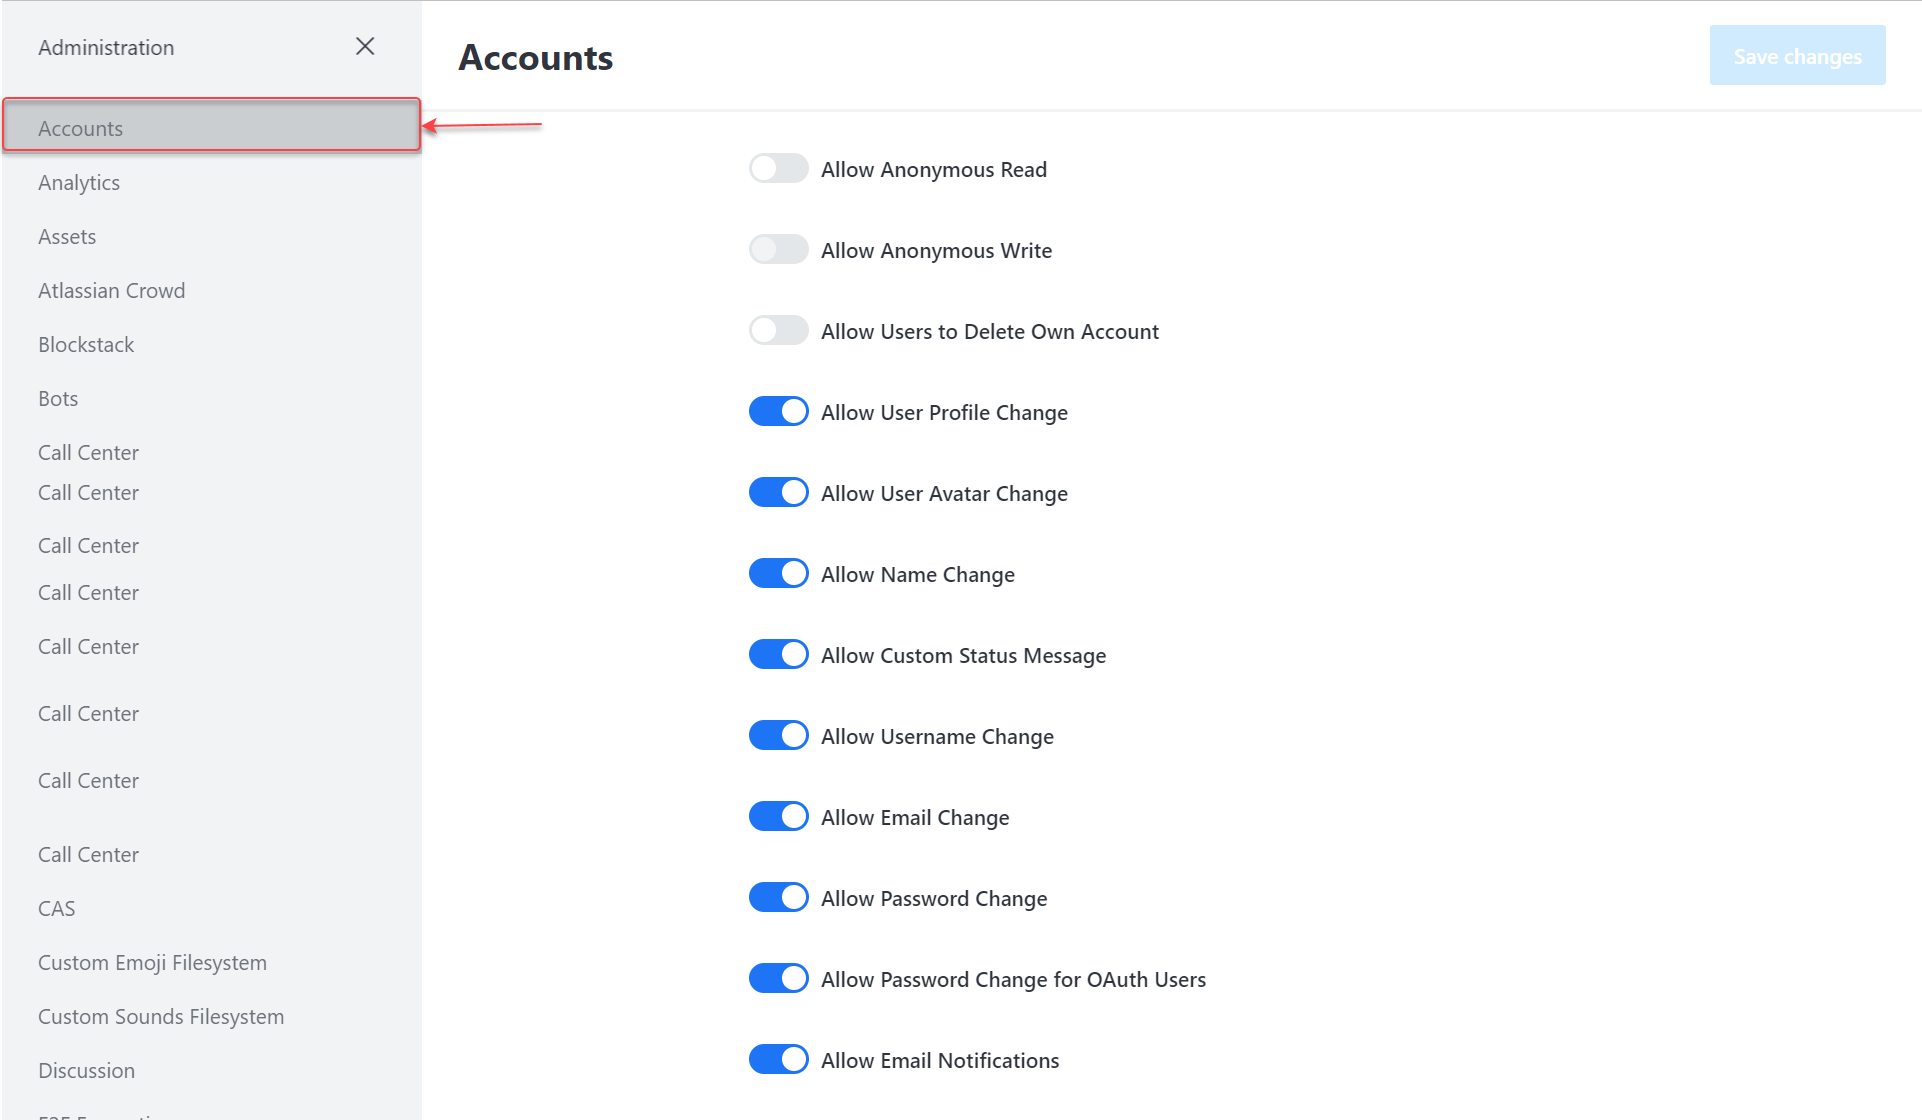 Administration
Accounts
Analytics
Assets
Atlassian Crowd
Blockstack
Bots
Call Center
Call Center
Call Center
Call Center
Call Center
Call Center
Call Center
Call Center
CAS
Custom Emoji Filesystem
Custom Sounds Filesystem
Discussion
Accounts
Save changes
Allow Anonymous Read
Allow Anonymous Write
Allow Users to Delete Own Account
Allow User Profile Change
Allow User Avatar Change
Allow Name Change
Allow Custom Status Message
Allow Username Change
Allow Email Change
Allow Password Change
Allow Password Change for OAuth Users
Allow Email Notifications